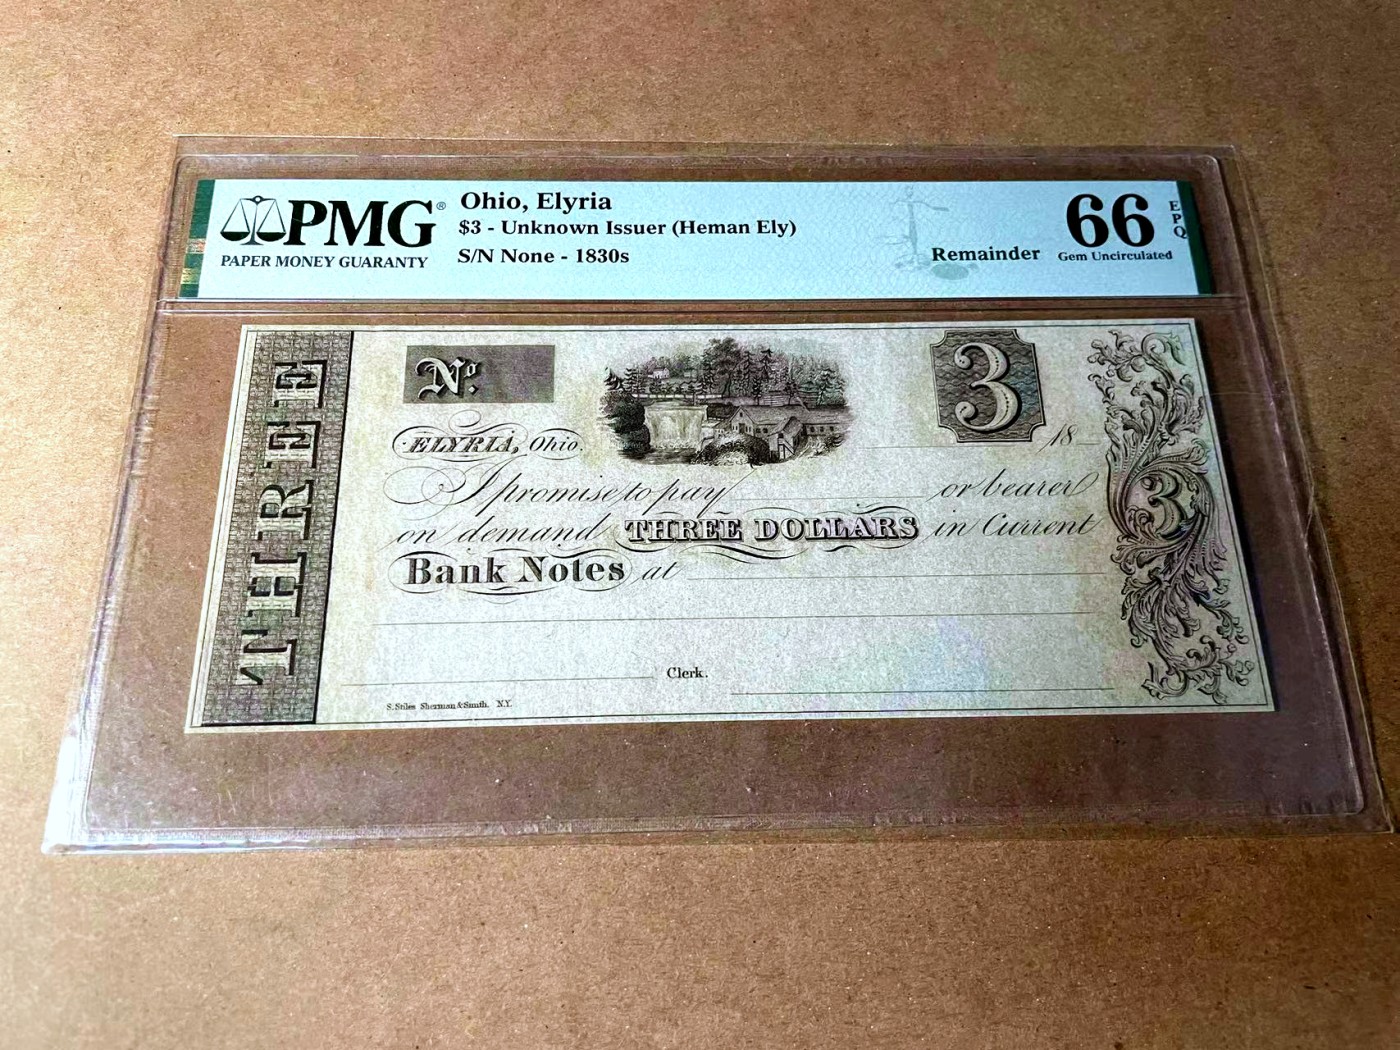 PMG®
PAPER MONEY GUARANTY
Ohio, Elyria
$3 - Unknown Issuer (Heman Ely)
S/N None - 1830s
Remainder
66
EPQ
Gem Uncirculated
THREE
No.
3
ELYRIA, Ohio.
18
I promise to pay or bearer
on demand THREE DOLLARS in Current
Bank Notes at
3
Clerk.
S. Stiles Sherman & Smith. N.Y.